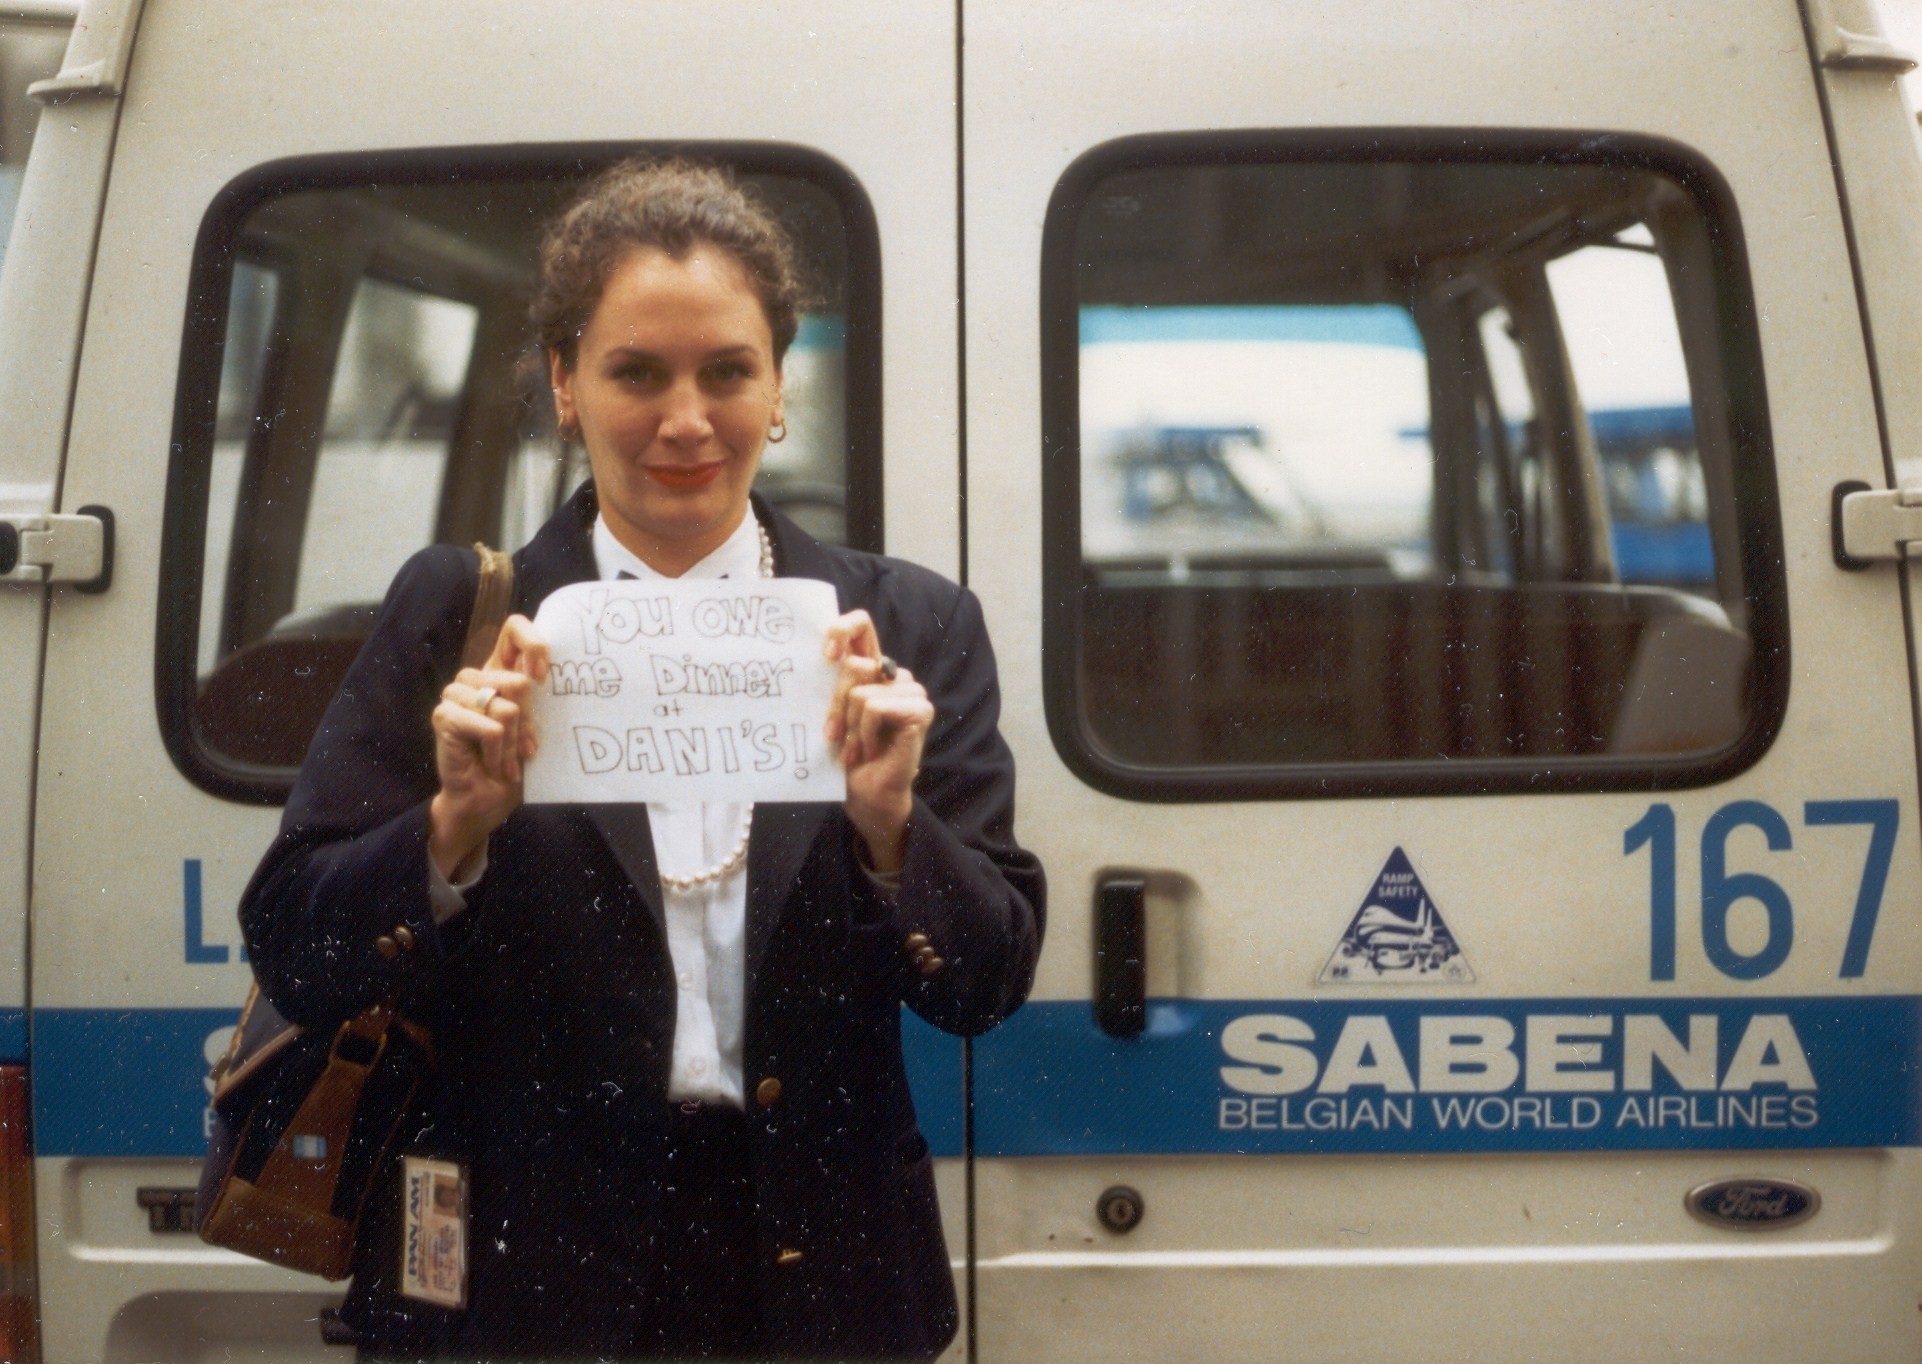 You owe
me Dinner
at
DANI'S!
L
167
RAMP
SAFETY
SABENA
BELGIAN WORLD AIRLINES
S
B
PAN AM
Ford